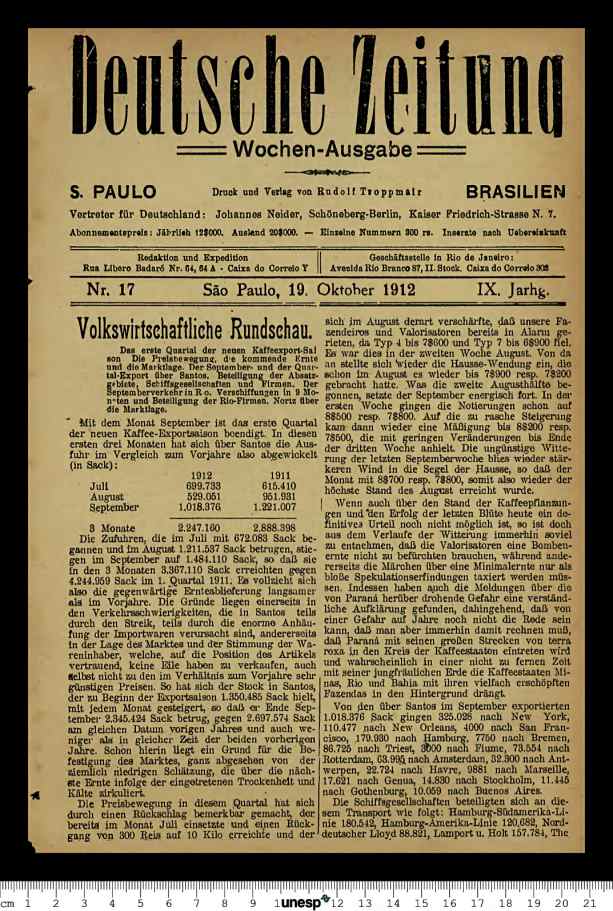 Deutsche Zeitung
Wochen-Ausgabe
S. PAULO
Druck und Verlag von Rudolf Troppmair
BRASILIEN
Vertreter für Deutschland: Johannes Neider, Schöneberg-Berlin, Kaiser Friedrich-Strasse N. 7.
Abonnementspreis: Jährlich 12$000. Ausland 20$000. — Einzelne Nummern 300 rs. Inserate nach Uebereinkunft
Redaktion und Expedition
Rua Libero Badaró Nr. 64, 64 A - Caixa do Correio Y
Geschäftsstelle in Rio de Janeiro:
Avenida Rio Branco 87, II. Stock. Caixa do Correio 302
Nr. 17
São Paulo, 19. Oktober 1912
IX. Jarhg.
Volkswirtschaftliche Rundschau.
Das erste Quartal der neuen Kaffeexport-Sai
son Die Preisbewegung, d e kommende Ernte
und die Marktlage. Der September- und der Quar-
tal-Export über Santos. Beteiligung der Absatz-
gebiete, Schiffsgesellschaften und Firmen. Der
Septemberverkehr in R o. Verschiffungen in 9 Mo-
naten und Beteiligung der Rio-Firmen. Noriz über
die Marktlage.
Mit dem Monat September ist das erste Quartal
der neuen Kaffee-Exportsaison beendigt. In diesen
ersten drei Monaten hat sich über Santos die Aus-
fuhr im Vergleich zum Vorjahre also abgewickelt
(in Sack):
1912 1911
Juli 699.733 615.410
August 529.051 951.931
September 1.018.376 1.221.007
3 Monate 2.247.160 2.888.398
Die Zufuhren, die im Juli mit 672.083 Sack be-
gannen und im August 1.211.537 Sack betrugen, stie-
gen im September auf 1.484.110 Sack, so daß sie
in den 3 Monaten 3.367.110 Sack erreichten gegen
4.244.959 Sack im 1. Quartal 1911. Es vollzieht sich
also die gegenwärtige Ernteablieferung langsamer
als im Vorjahre. Die Gründe liegen einerseits in
den Verkehrsschwierigkeiten, die in Santos teils
durch den Streik, teils durch die enorme Anhäu-
fung der Importwaren verursacht sind, andererseits
in der Lage des Marktes und der Stimmung der Wa-
reninhaber, welche, auf die Position des Artikels
vertrauend, keine Eile haben zu verkaufen, auch
selbst nicht zu den im Verhältnis zum Vorjahre sehr
günstigen Preisen. So hat sich der Stock in Santos,
der zu Beginn der Exportsaison 1.350.485 Sack hielt,
mit jedem Monat gesteigert, so daß er Ende Sep-
tember 2.345.424 Sack betrug, gegen 2.697.574 Sack
am gleichen Datum vorigen Jahres und auch we-
niger als in gleicher Zeit der beiden vorherigen
Jahre. Schon hierin liegt ein Grund für die Be-
festigung des Marktes, ganz abgesehen von der
ziemlich niedrigen Schätzung, die über die näch-
ste Ernte infolge der eingetretenen Trockenheit und
Kälte zirkuliert.
Die Preisbewegung in diesem Quartal hat sich
durch einen Rückschlag bemerkbar gemacht, der
bereits im Monat Juli einsetzte und einen Rück-
gang von 300 Reis auf 10 Kilo erreichte und der
sich im August derart verschärfte, daß unsere Fa-
zendeiros und Valorisatoren bereits in Alarm ge-
rieten, da Typ 4 bis 7$600 und Typ 7 bis 6$900 fiel.
Es war dies in der zweiten Woche August. Von da
an stellte sich wieder die Hausse-Wendung ein, die
schon im August es wieder bis 7$900 resp. 7$200
gebracht hatte. Was die zweite Augusthälfte be-
gonnen, setzte der September energisch fort. In der
ersten Woche gingen die Notierungen schon auf
8$500 resp. 7$800. Auf die zu rasche Steigerung
kam dann wieder eine Mäßigung bis 8$200 resp.
7$500, die mit geringen Veränderungen bis Ende
der dritten Woche anhielt. Die ungünstige Witte-
rung der letzten Septemberwoche blies wieder stär-
keren Wind in die Segel der Hausse, so daß der
Monat mit 8$700 resp. 7$800, somit also wieder der
höchste Stand des August erreicht wurde.
Wenn auch über den Stand der Kaffeepflanzun-
gen und den Erfolg der letzten Blüte heute ein de-
finitives Urteil noch nicht möglich ist, so ist doch
aus dem Verlaufe der Witterung immerhin soviel
zu entnehmen, daß die Valorisatoren eine Bomben-
ernte nicht zu befürchten brauchen, während ande-
rerseits die Märchen über eine Minimalernte nur als
bloße Spekulationserfindungen taxiert werden müs-
sen. Indessen haben auch die Meldungen über die
von Paraná herüber drohende Gefahr eine verständ-
liche Aufklärung gefunden, dahingehend, daß von
einer Gefahr auf Jahre noch nicht die Rede sein
kann, daß man aber immerhin damit rechnen muß,
daß Paraná mit seinen großen Strecken von terra
roxa in den Kreis der Kaffeestaaten eintreten wird
und wahrscheinlich in einer nicht zu fernen Zeit
mit seiner jungfräulichen Erde die Kaffeestaaten Mi-
nas, Rio und Bahia mit ihren vielfach erschöpften
Fazendas in den Hintergrund drängt.
Von den über Santos im September exportierten
1.018.376 Sack gingen 325.028 nach New York,
110.477 nach New Orleans, 4000 nach San Fran-
cisco, 179.930 nach Hamburg, 7750 nach Bremen,
86.725 nach Triest, 3000 nach Fiume, 73.554 nach
Rotterdam, 63.995 nach Amsterdam, 32.300 nach Ant-
werpen, 22.724 nach Havre, 9881 nach Marseille,
17.621 nach Genua, 14.830 nach Stockholm, 11.445
nach Gothenburg, 10.059 nach Buenos Aires.
Die Schiffsgesellschaften beteiligten sich an die-
sem Transport wie folgt: Hamburg-Südamerika-Li-
nie 180.542, Hamburg-Amerika-Linie 120.682, Nord-
deutscher Lloyd 88.821, Lamport u. Holt 157.784, The
cm 1 2 3 4 5 6 7 8 9 1 unesp 12 13 14 15 16 17 18 19 20 21